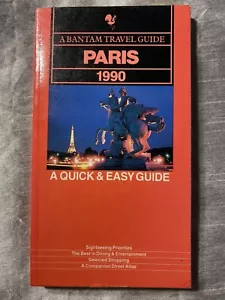 A BANTAM TRAVEL GUIDE
PARIS
1990
A QUICK & EASY GUIDE
Sightseeing Priorities
The Best in Dining & Entertainment
Selected Shopping
A Companion Street Atlas